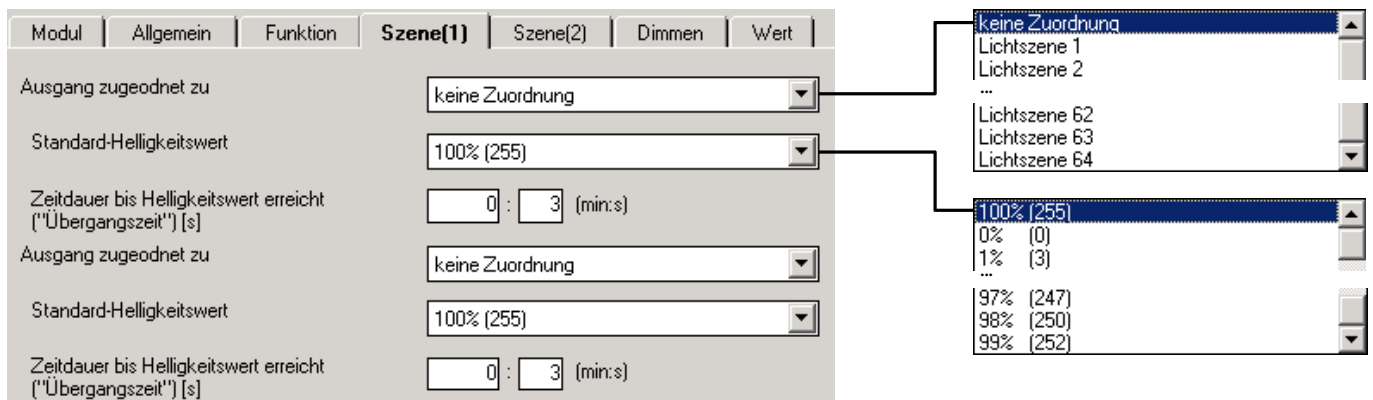 Modul Allgemein Funktion Szene(1) Szene(2) Dimmen Wert
Ausgang zugeodnet zu
keine Zuordnung
Standard-Helligkeitswert
100% (255)
Zeitdauer bis Helligkeitswert erreicht
("Übergangszeit") [s]
0 : 3 (min:s)
Ausgang zugeodnet zu
keine Zuordnung
Standard-Helligkeitswert
100% (255)
Zeitdauer bis Helligkeitswert erreicht
("Übergangszeit") [s]
0 : 3 (min:s)
keine Zuordnung
Lichtszene 1
Lichtszene 2
...
Lichtszene 62
Lichtszene 63
Lichtszene 64
100% (255)
0% (0)
1% (3)
...
97% (247)
98% (250)
99% (252)